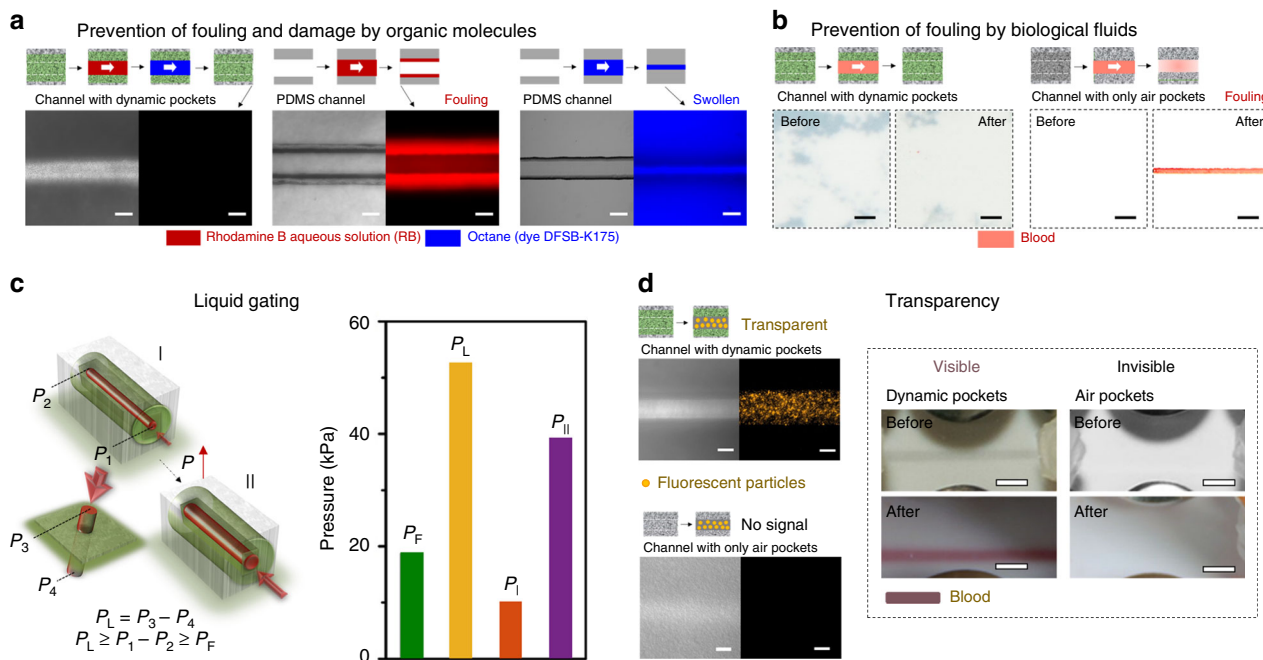 a
Prevention of fouling and damage by organic molecules
Channel with dynamic pockets
PDMS channel
Fouling
PDMS channel
Swollen
Rhodamine B aqueous solution (RB)
Octane (dye DFSB-K175)
b
Prevention of fouling by biological fluids
Channel with dynamic pockets
Channel with only air pockets
Fouling
Before
After
Before
After
Blood
c
Liquid gating
I
P2
P1
P
II
P3
P4
PL = P3 – P4
PL ≥ P1 – P2 ≥ PF
Pressure (kPa)
60
40
20
0
PF
PL
PI
PII
d
Transparency
Transparent
Channel with dynamic pockets
Fluorescent particles
No signal
Channel with only air pockets
Visible
Invisible
Dynamic pockets
Air pockets
Before
Before
After
After
Blood